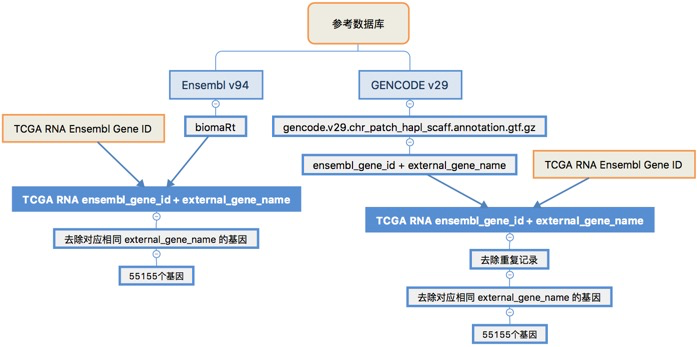 参考数据库
Ensembl v94
GENCODE v29
TCGA RNA Ensembl Gene ID
biomaRt
gencode.v29.chr_patch_hapl_scaff.annotation.gtf.gz
ensembl_gene_id + external_gene_name
TCGA RNA Ensembl Gene ID
TCGA RNA ensembl_gene_id + external_gene_name
TCGA RNA ensembl_gene_id + external_gene_name
去除对应相同 external_gene_name 的基因
去除重复记录
55155个基因
去除对应相同 external_gene_name 的基因
55155个基因